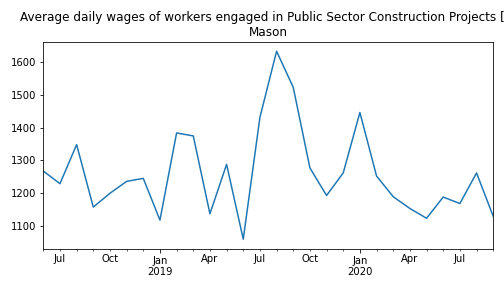 Average daily wages of workers engaged in Public Sector Construction Projects [
Mason
1600
1500
1400
1300
1200
1100
Jul
Oct
Jan
2019
Apr
Jul
Oct
Jan
2020
Apr
Jul